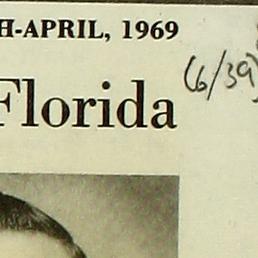 H-APRIL, 1969
Florida
(6/39)